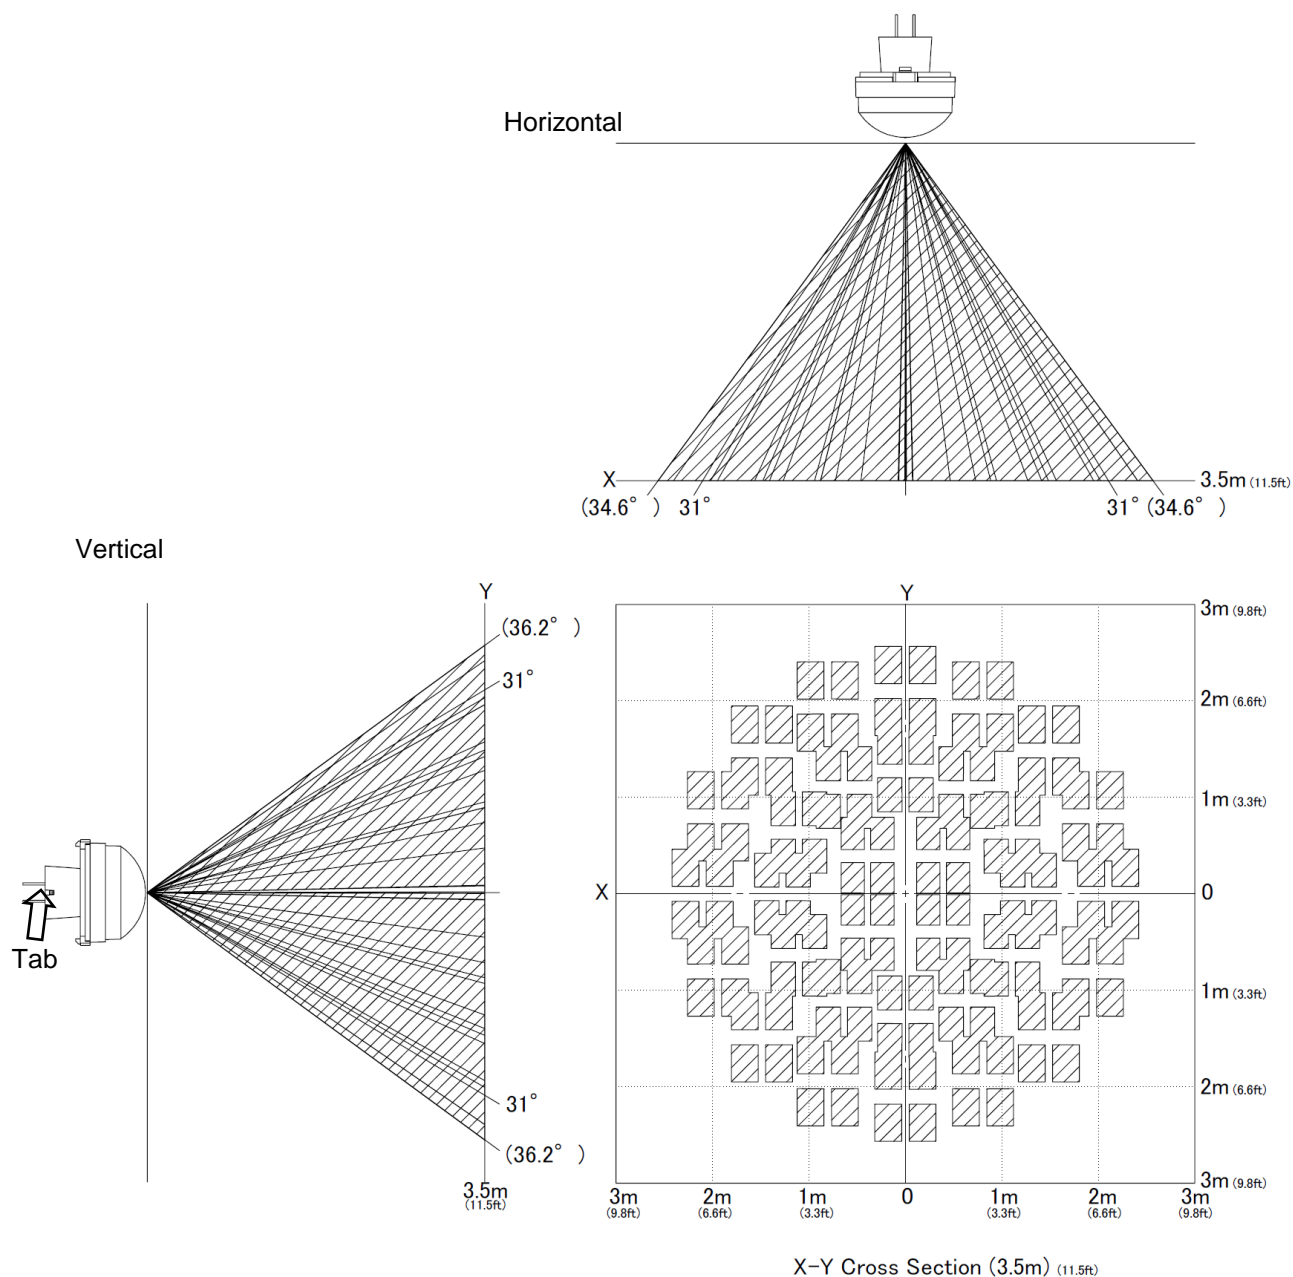 Horizontal
X
3.5m (11.5ft)
(34.6° ) 31°
31° (34.6° )
Vertical
Y
(36.2° )
31°
Tab
31°
(36.2° )
3.5m
(11.5ft)
Y
3m (9.8ft)
2m (6.6ft)
1m (3.3ft)
X
0
1m (3.3ft)
2m (6.6ft)
3m (9.8ft)
3m 2m 1m 0 1m 2m 3m
(9.8ft) (6.6ft) (3.3ft) (3.3ft) (6.6ft) (9.8ft)
X-Y Cross Section (3.5m) (11.5ft)